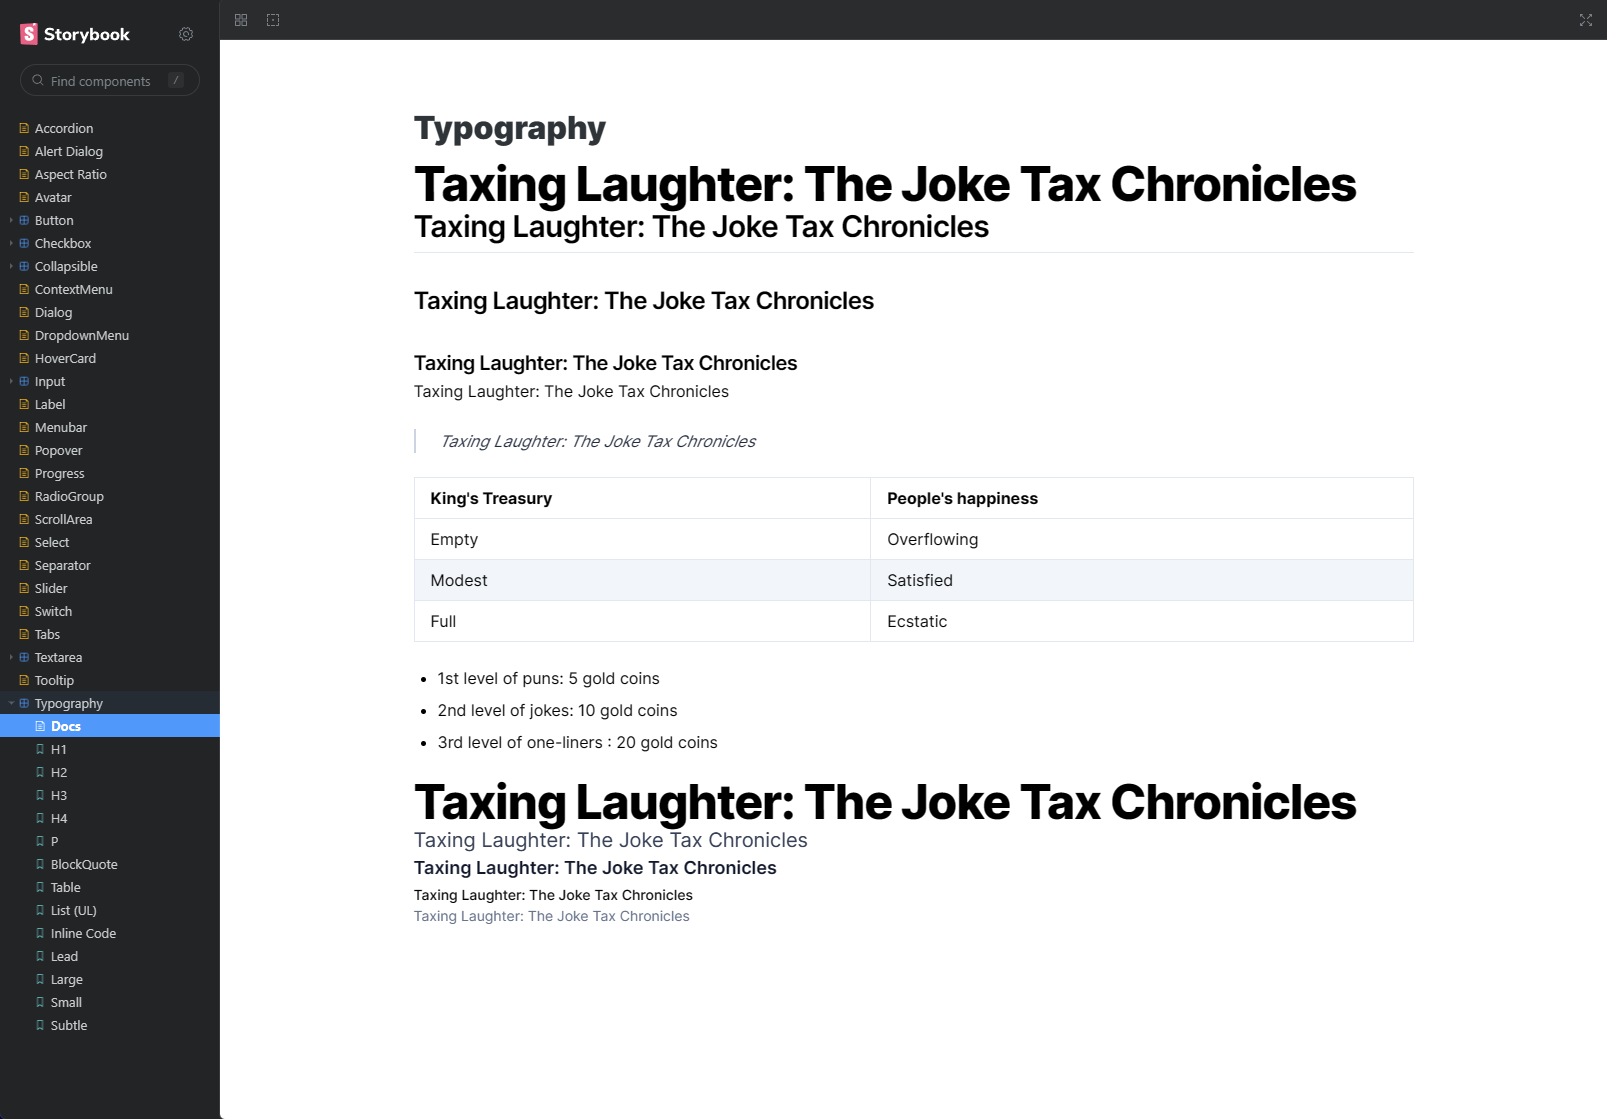 Storybook
Find components /
Accordion
Alert Dialog
Aspect Ratio
Avatar
Button
Checkbox
Collapsible
ContextMenu
Dialog
DropdownMenu
HoverCard
Input
Label
Menubar
Popover
Progress
RadioGroup
ScrollArea
Select
Separator
Slider
Switch
Tabs
Textarea
Tooltip
Typography
Docs
H1
H2
H3
H4
P
BlockQuote
Table
List (UL)
Inline Code
Lead
Large
Small
Subtle
Typography
Taxing Laughter: The Joke Tax Chronicles
Taxing Laughter: The Joke Tax Chronicles
Taxing Laughter: The Joke Tax Chronicles
Taxing Laughter: The Joke Tax Chronicles
Taxing Laughter: The Joke Tax Chronicles
Taxing Laughter: The Joke Tax Chronicles
King's Treasury People's happiness
Empty Overflowing
Modest Satisfied
Full Ecstatic
• 1st level of puns: 5 gold coins
• 2nd level of jokes: 10 gold coins
• 3rd level of one-liners : 20 gold coins
Taxing Laughter: The Joke Tax Chronicles
Taxing Laughter: The Joke Tax Chronicles
Taxing Laughter: The Joke Tax Chronicles
Taxing Laughter: The Joke Tax Chronicles
Taxing Laughter: The Joke Tax Chronicles